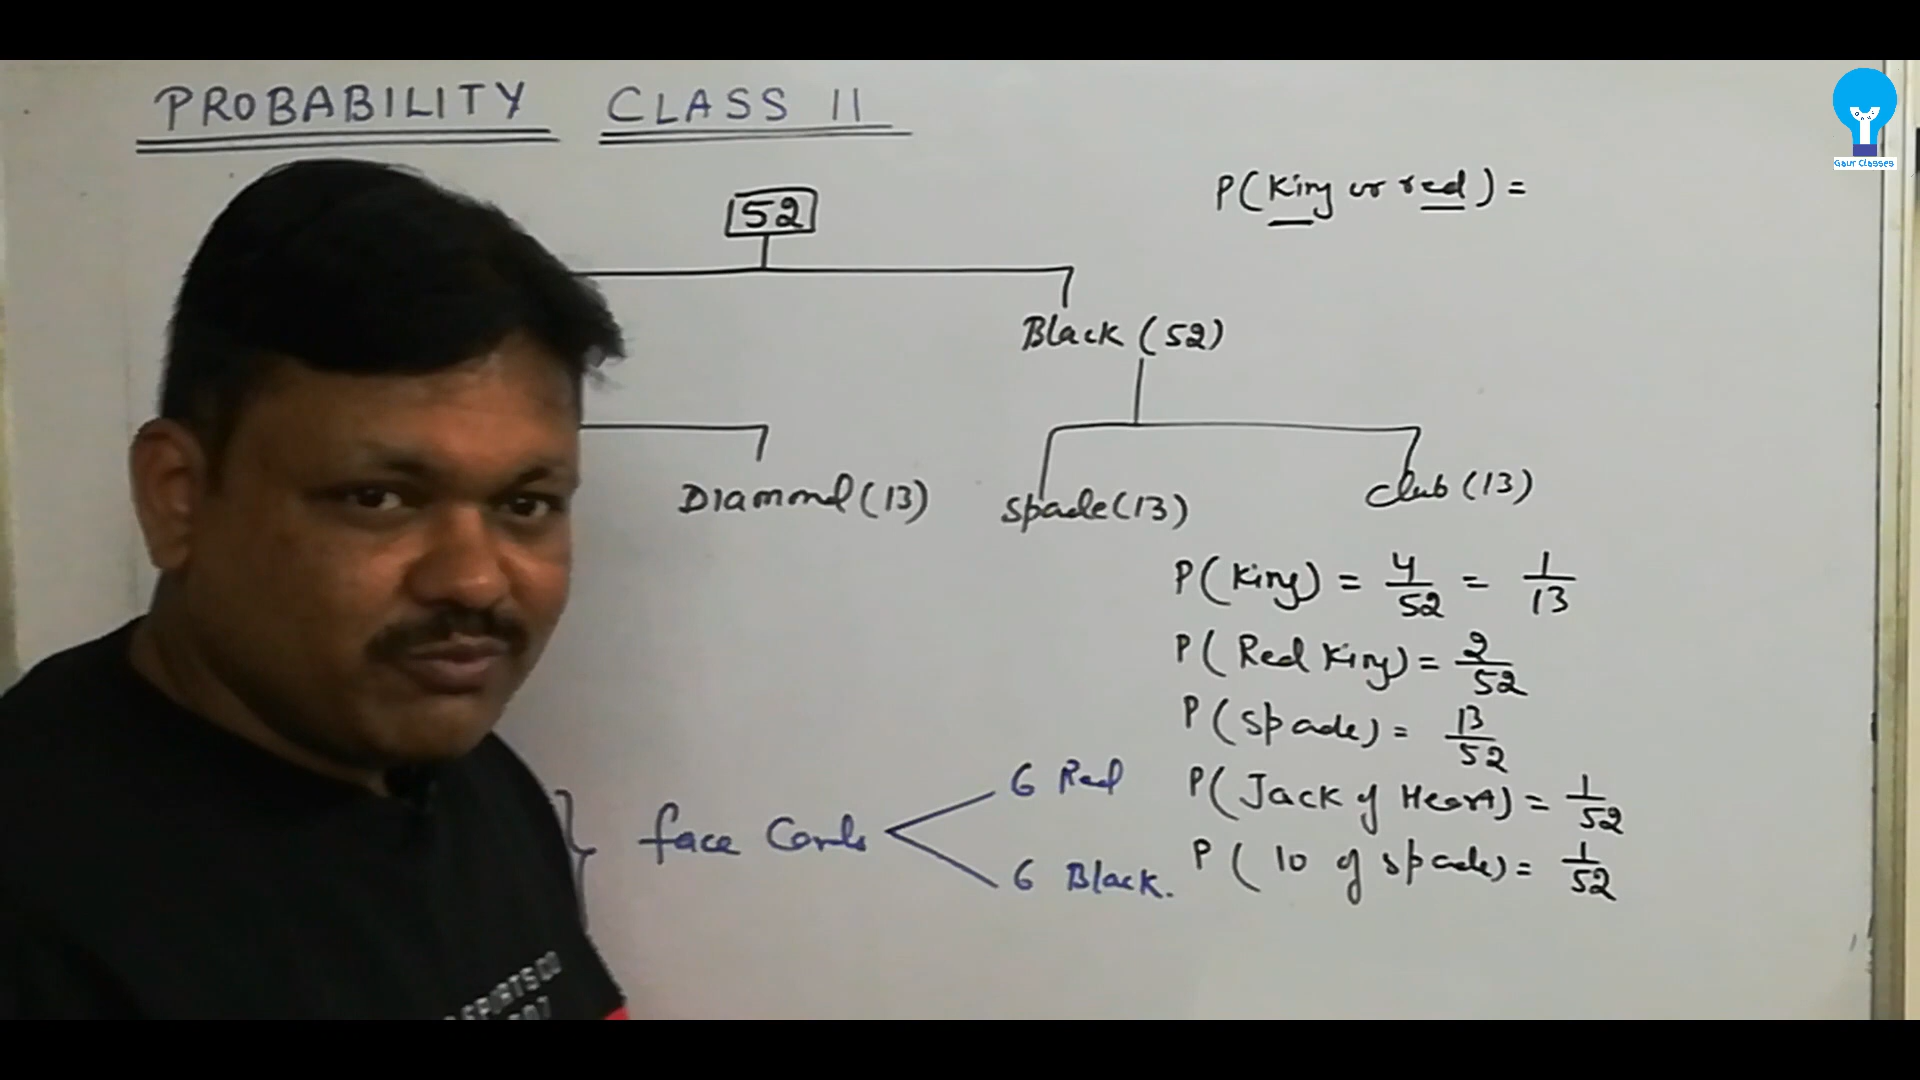 PROBABILITY CLASS 11
Gaur Classes
52
P(King or red) =
Black (52)
Diamond (13)
Spade (13)
Club (13)
P(King) = 4/52 = 1/13
P(Red King) = 2/52
P(Spade) = 13/52
P(Jack of Heart) = 1/52
P(10 of spade) = 1/52
} face Cards
6 Red
6 Black.